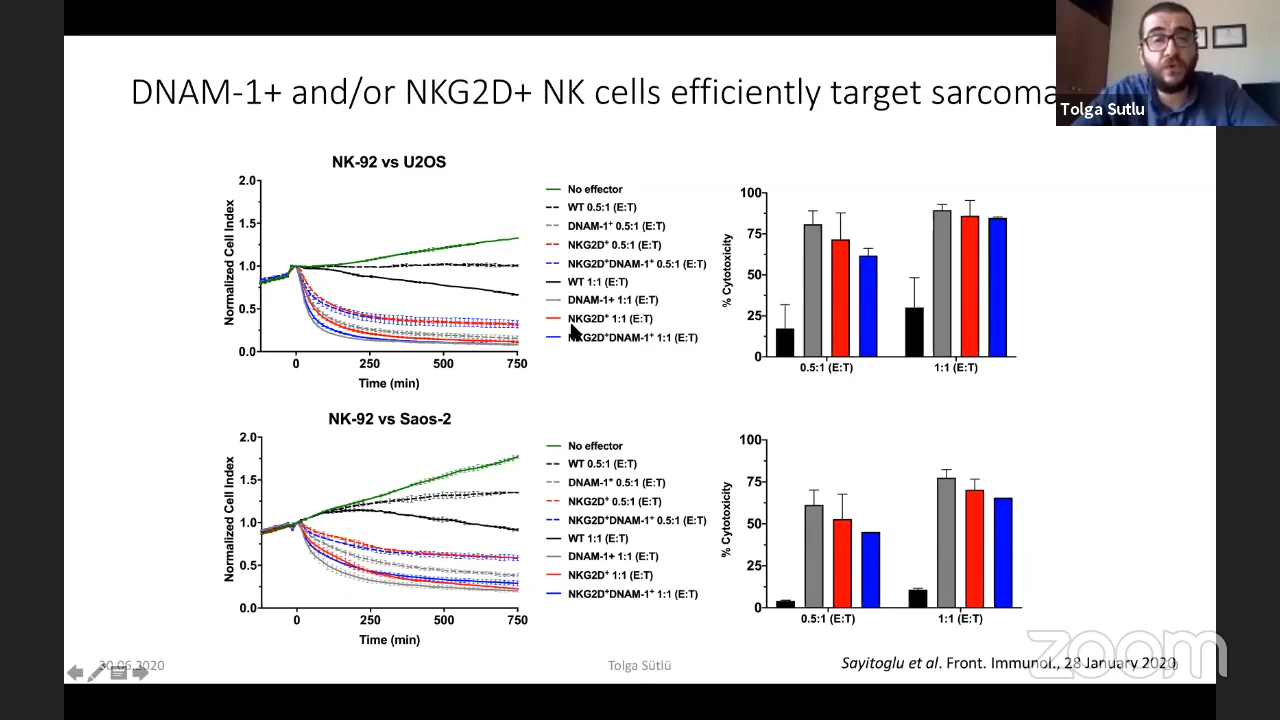 DNAM-1+ and/or NKG2D+ NK cells efficiently target sarcoma
Tolga Sutlu
NK-92 vs U2OS
Normalized Cell Index
2.0
1.5
1.0
0.5
0.0
0 250 500 750
Time (min)
No effector
WT 0.5:1 (E:T)
DNAM-1⁺ 0.5:1 (E:T)
NKG2D⁺ 0.5:1 (E:T)
NKG2D⁺DNAM-1⁺ 0.5:1 (E:T)
WT 1:1 (E:T)
DNAM-1+ 1:1 (E:T)
NKG2D⁺ 1:1 (E:T)
NKG2D⁺DNAM-1⁺ 1:1 (E:T)
% Cytotoxicity
100
75
50
25
0
0.5:1 (E:T) 1:1 (E:T)
NK-92 vs Saos-2
Normalized Cell Index
2.0
1.5
1.0
0.5
0.0
0 250 500 750
Time (min)
No effector
WT 0.5:1 (E:T)
DNAM-1⁺ 0.5:1 (E:T)
NKG2D⁺ 0.5:1 (E:T)
NKG2D⁺DNAM-1⁺ 0.5:1 (E:T)
WT 1:1 (E:T)
DNAM-1+ 1:1 (E:T)
NKG2D⁺ 1:1 (E:T)
NKG2D⁺DNAM-1⁺ 1:1 (E:T)
% Cytotoxicity
100
75
50
25
0
0.5:1 (E:T) 1:1 (E:T)
30.06.2020
Tolga Sütlü
Sayitoglu et al. Front. Immunol., 28 January 2020
zoom